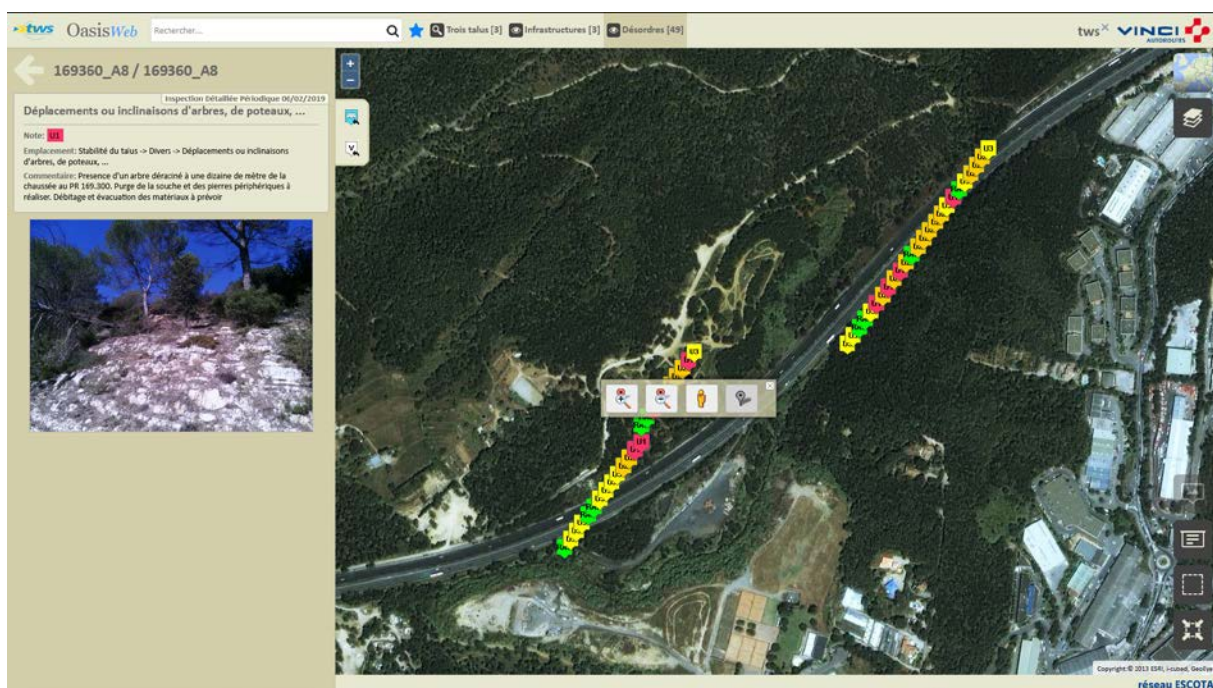 tws OasisWeb Rechercher... Trois talus [3] Infrastructures [3] Désordres [49] tws VINCI
AUTOROUTES
169360_A8 / 169360_A8
Inspection Détaillée Périodique 06/02/2019
Déplacements ou inclinaisons d'arbres, de poteaux, ...
Note: U1
Emplacement: Stabilité du talus -> Divers -> Déplacements ou inclinaisons
d'arbres, de poteaux, ...
Commentaire: Presence d'un arbre déraciné à une dizaine de mètre de la
chaussée au PR 169.300. Purge de la souche et des pierres périphériques à
réaliser. Débitage et évacuation des matériaux à prévoir
U3
U3
U1
Copyright:© 2013 ESRI, i-cubed, GeoEye
réseau ESCOTA